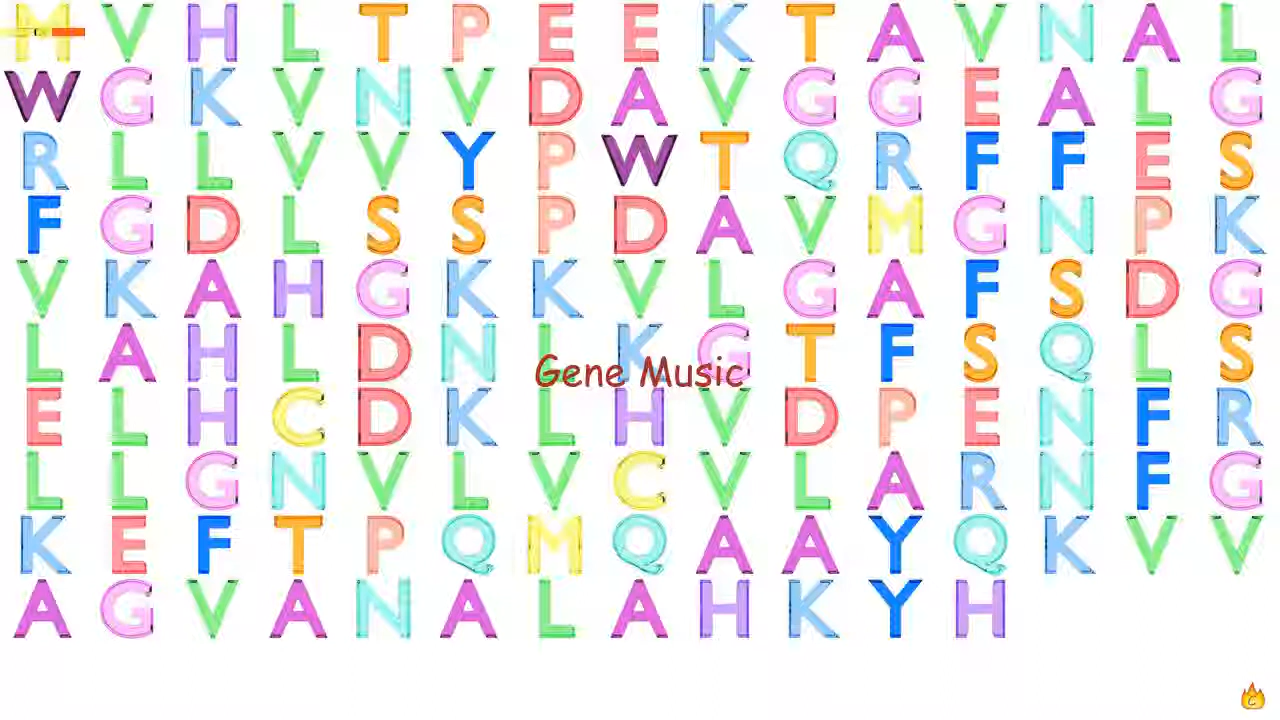 M V H L T P E E K T A V N A L
W G K V N V D A V G G E A L G
R L L V V Y P W T Q R F F E S
F G D L S S P D A V M G N P K
V K A H G K K V L G A F S D G
L A H L D N L K G T F S Q L S
Gene Music
E L H C D K L H V D P E N F R
L L G N V L V C V L A R N F G
K E F T P Q M Q A A Y Q K V V
A G V A N A L A H K Y H